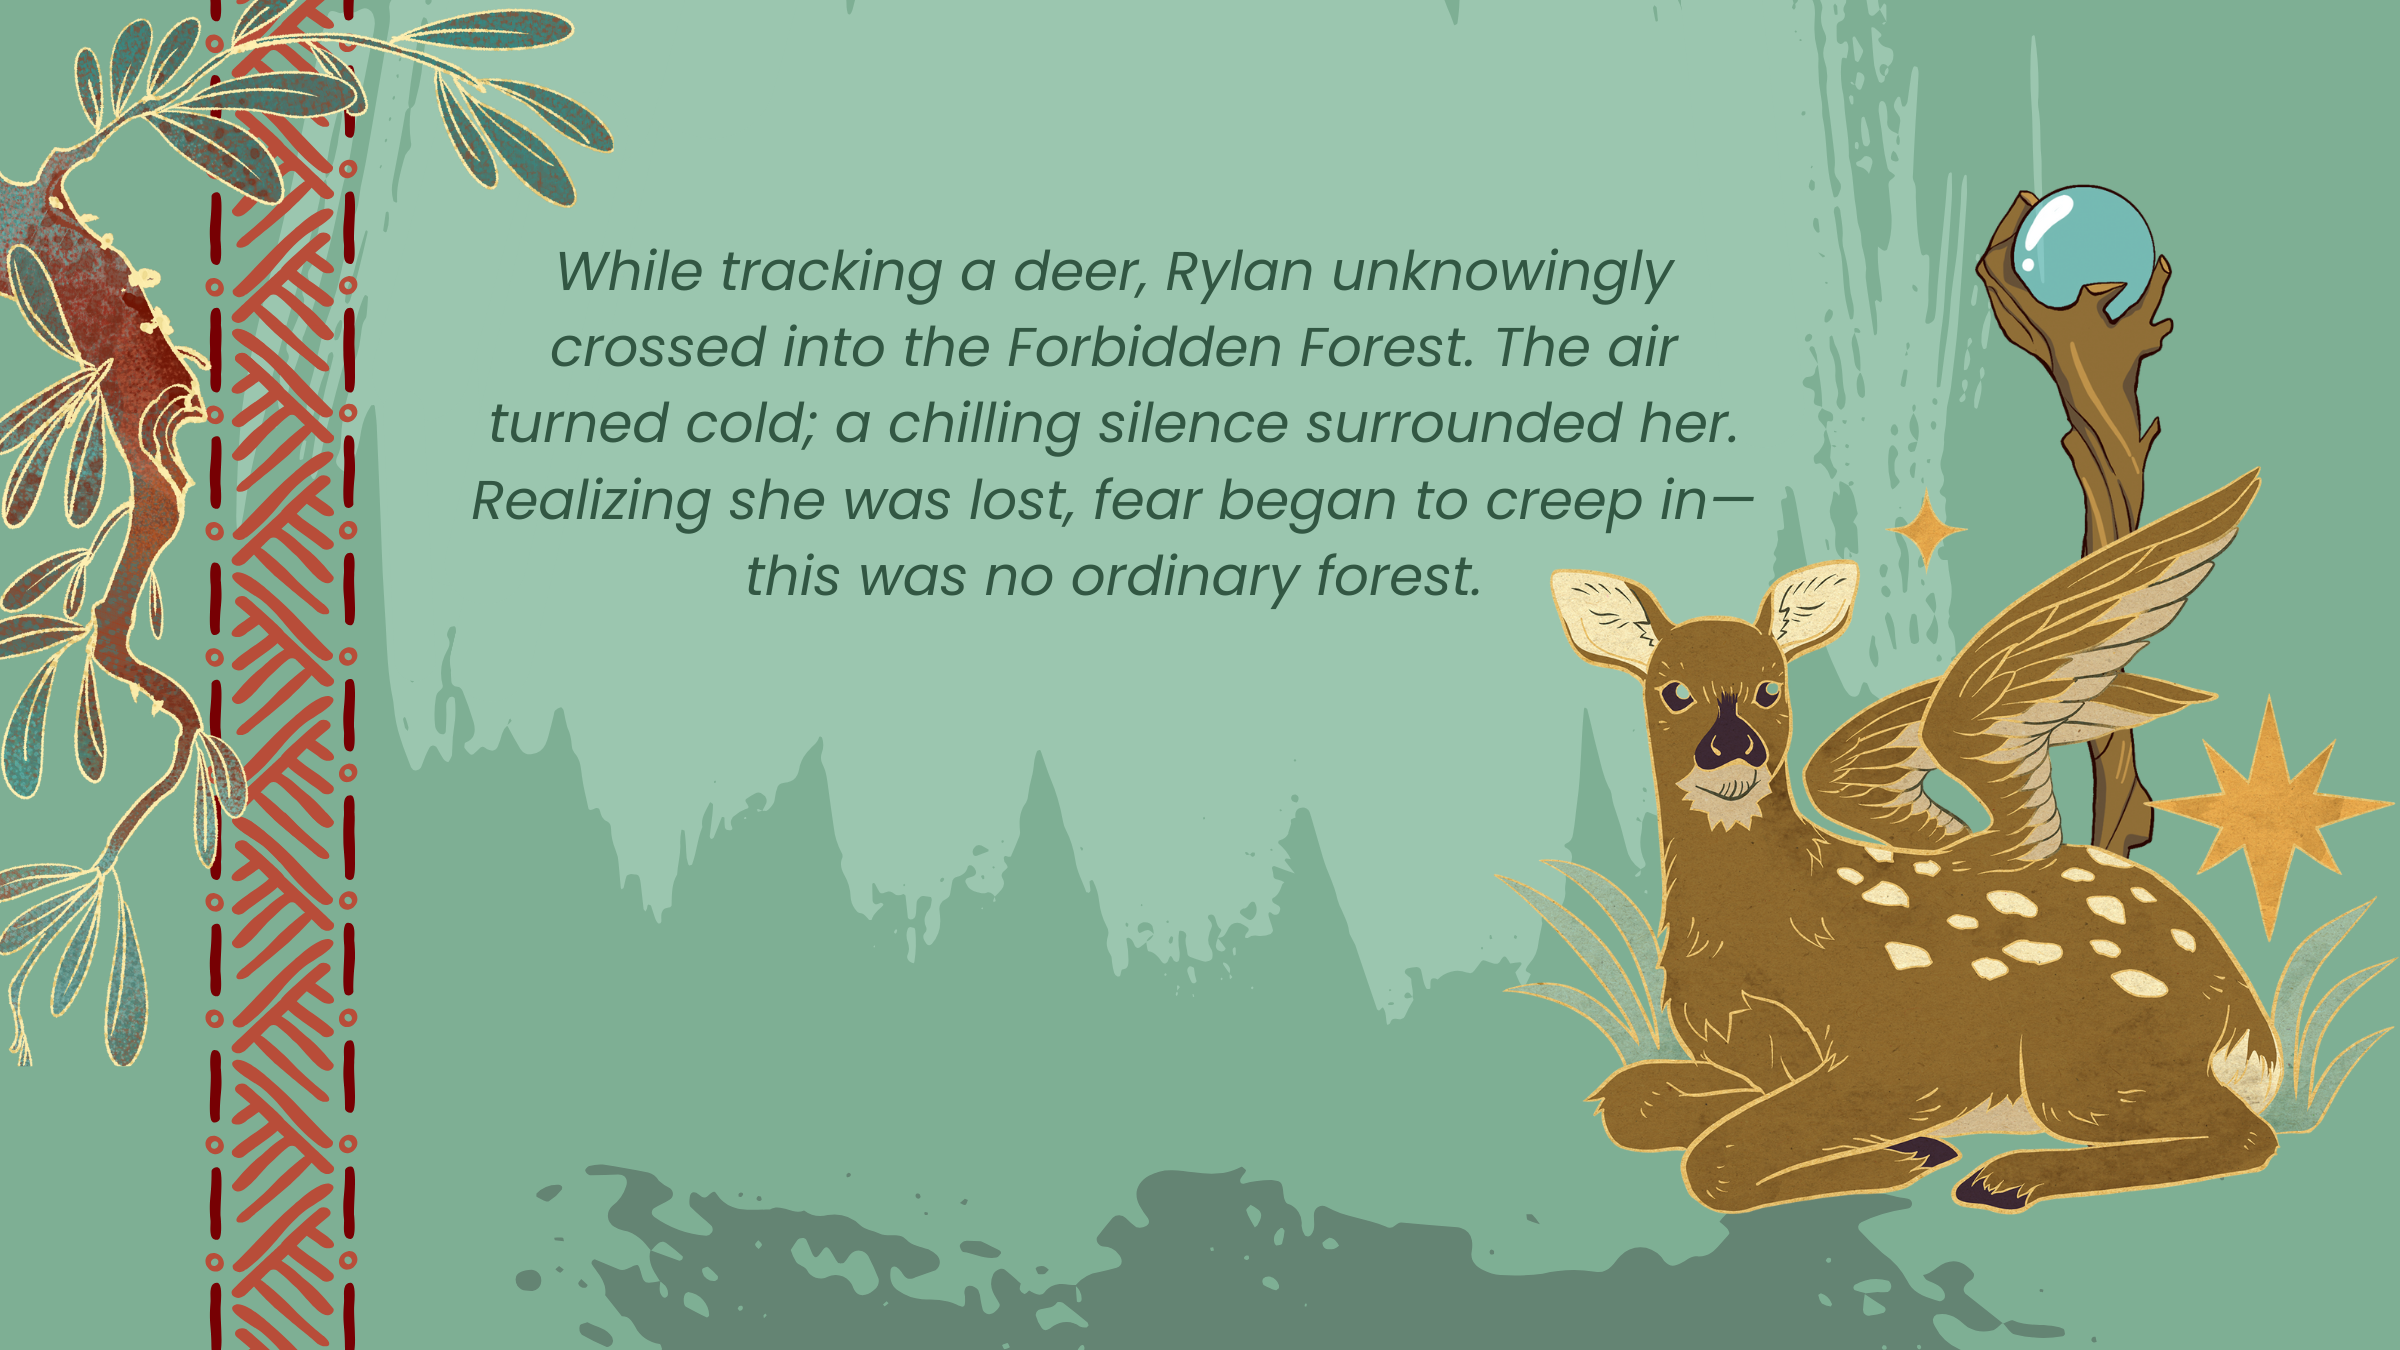 While tracking a deer, Rylan unknowingly
crossed into the Forbidden Forest. The air
turned cold; a chilling silence surrounded her.
Realizing she was lost, fear began to creep in—
this was no ordinary forest.